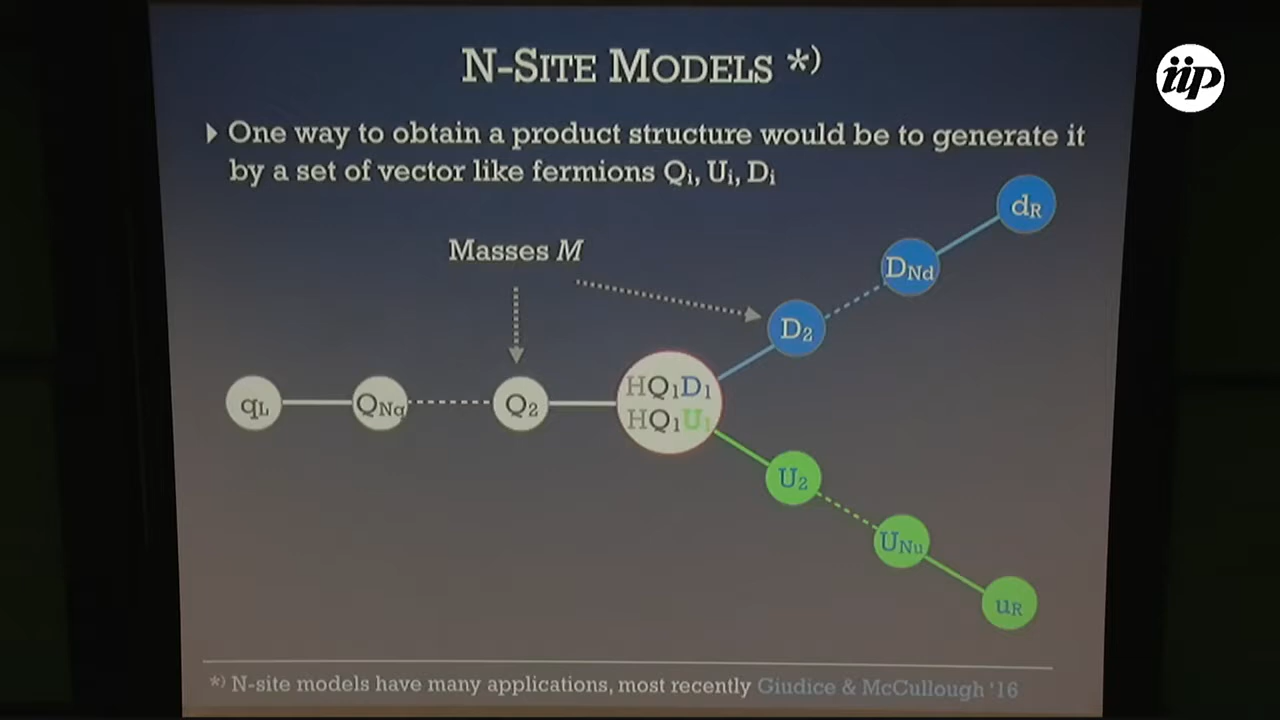 N-SITE MODELS *)
iip
One way to obtain a product structure would be to generate it
by a set of vector like fermions Qi, Ui, Di
dR
Masses M
DNd
D2
HQ1D1
qL QNq Q2
HQ1U1
U2
UNu
uR
*) N-site models have many applications, most recently Giudice & McCullough '16